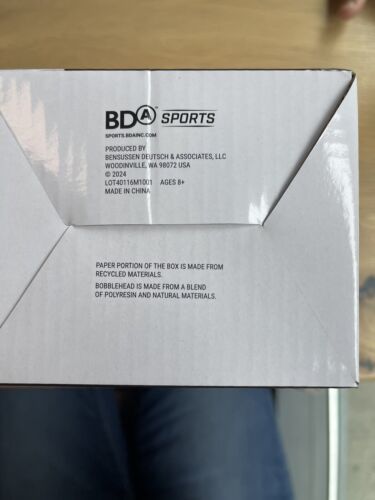 BDA™ SPORTS
SPORTS.BDAINC.COM
PRODUCED BY
BENSUSSEN DEUTSCH & ASSOCIATES, LLC
WOODINVILLE, WA 98072 USA
© 2024
LOT40116M1001 AGES 8+
MADE IN CHINA
PAPER PORTION OF THE BOX IS MADE FROM
RECYCLED MATERIALS.
BOBBLEHEAD IS MADE FROM A BLEND
OF POLYRESIN AND NATURAL MATERIALS.